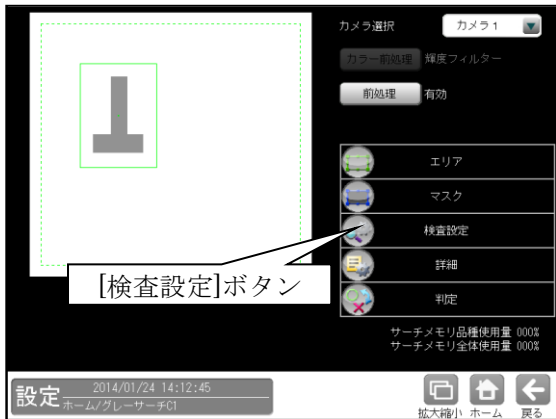 カメラ選択 カメラ1
カラー前処理 輝度フィルター
前処理 有効
エリア
マスク
検査設定
詳細
判定
[検査設定]ボタン
サーチメモリ品種使用量 000%
サーチメモリ全体使用量 000%
設定 2014/01/24 14:12:45
ホーム/グレーサーチC1
拡大縮小 ホーム 戻る